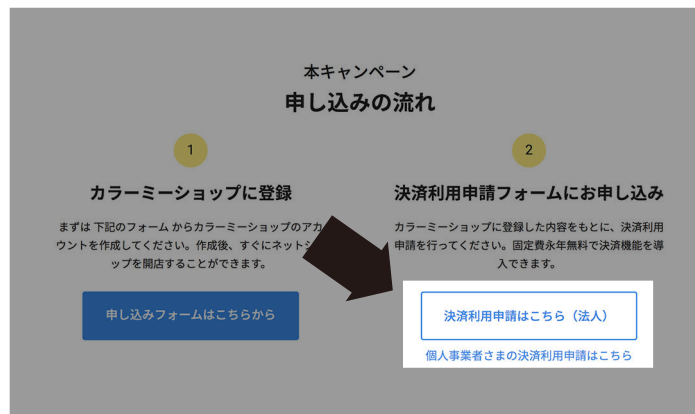 本キャンペーン
申し込みの流れ
1
カラーミーショップに登録
まずは 下記のフォーム からカラーミーショップのアカ
ウントを作成してください。作成後、すぐにネットショ
ップを開店することができます。
申し込みフォームはこちらから
2
決済利用申請フォームにお申し込み
カラーミーショップに登録した内容をもとに、決済利用
申請を行ってください。固定費永年無料で決済機能を導
入できます。
決済利用申請はこちら（法人）
個人事業者さまの決済利用申請はこちら